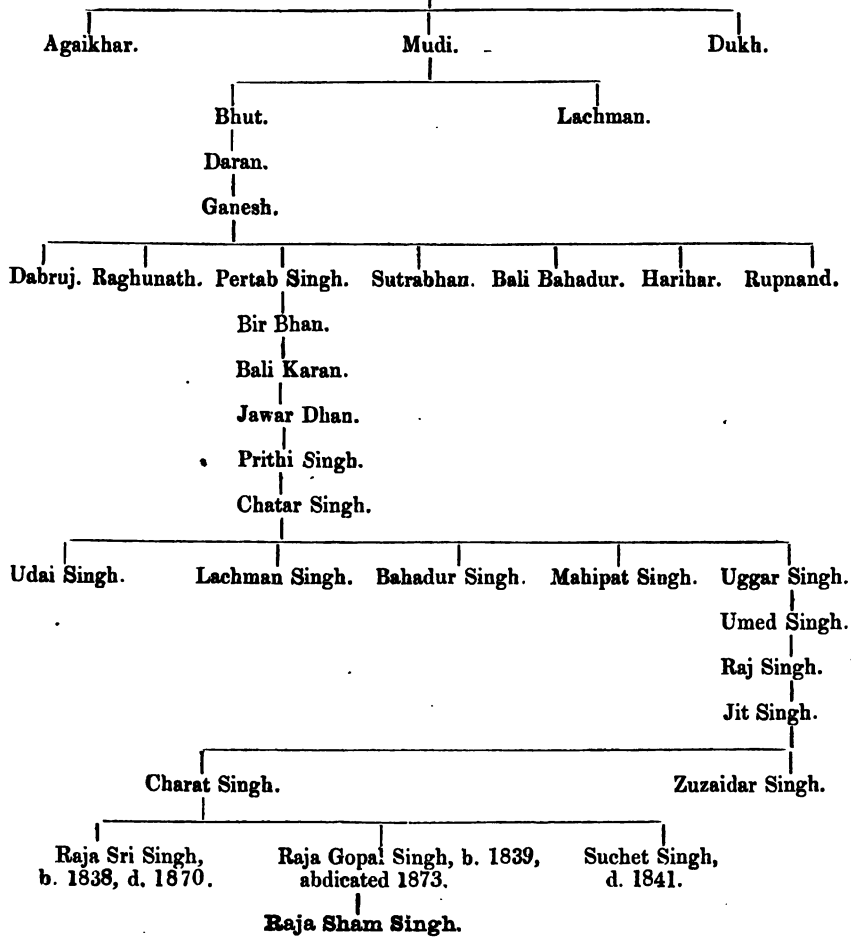 Agaikhar. Mudi. Dukh.
Bhut. Lachman.
Daran.
Ganesh.
Dabruj. Raghunath. Pertab Singh. Sutrabhan. Bali Bahadur. Harihar. Rupnand.
Bir Bhan.
Bali Karan.
Jawar Dhan.
Prithi Singh.
Chatar Singh.
Udai Singh. Lachman Singh. Bahadur Singh. Mahipat Singh. Uggar Singh.
Umed Singh.
Raj Singh.
Jit Singh.
Charat Singh. Zuzaidar Singh.
Raja Sri Singh, Raja Gopal Singh, b. 1839, Suchet Singh,
b. 1838, d. 1870. abdicated 1873. d. 1841.
Raja Sham Singh.